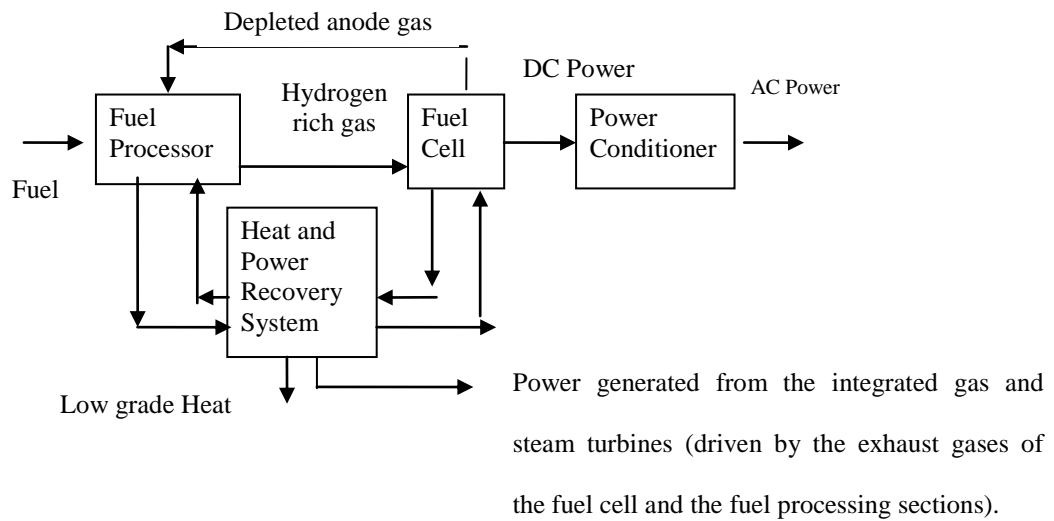 Depleted anode gas
DC Power
AC Power
Hydrogen
rich gas
Fuel
Processor
Fuel
Cell
Power
Conditioner
Fuel
Heat and
Power
Recovery
System
Low grade Heat
Power generated from the integrated gas and
steam turbines (driven by the exhaust gases of
the fuel cell and the fuel processing sections).